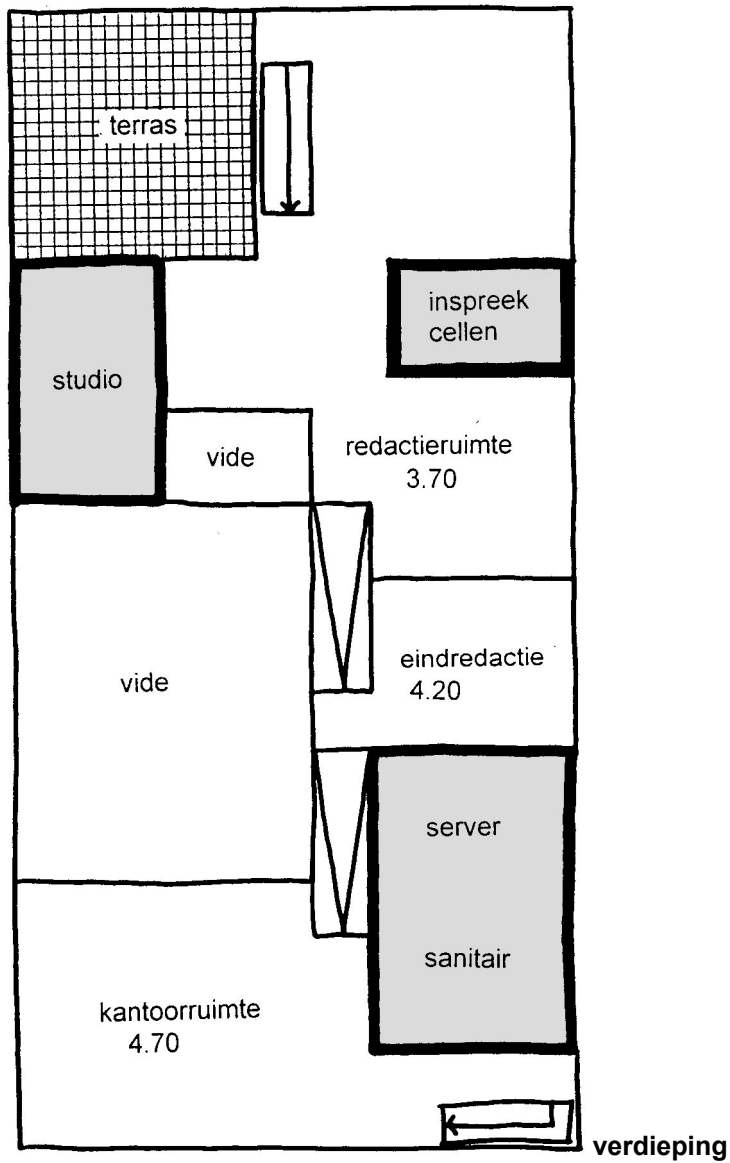 terras
inspreek
cellen
studio
vide
redactieruimte
3.70
eindredactie
4.20
vide
server
sanitair
kantoorruimte
4.70
verdieping